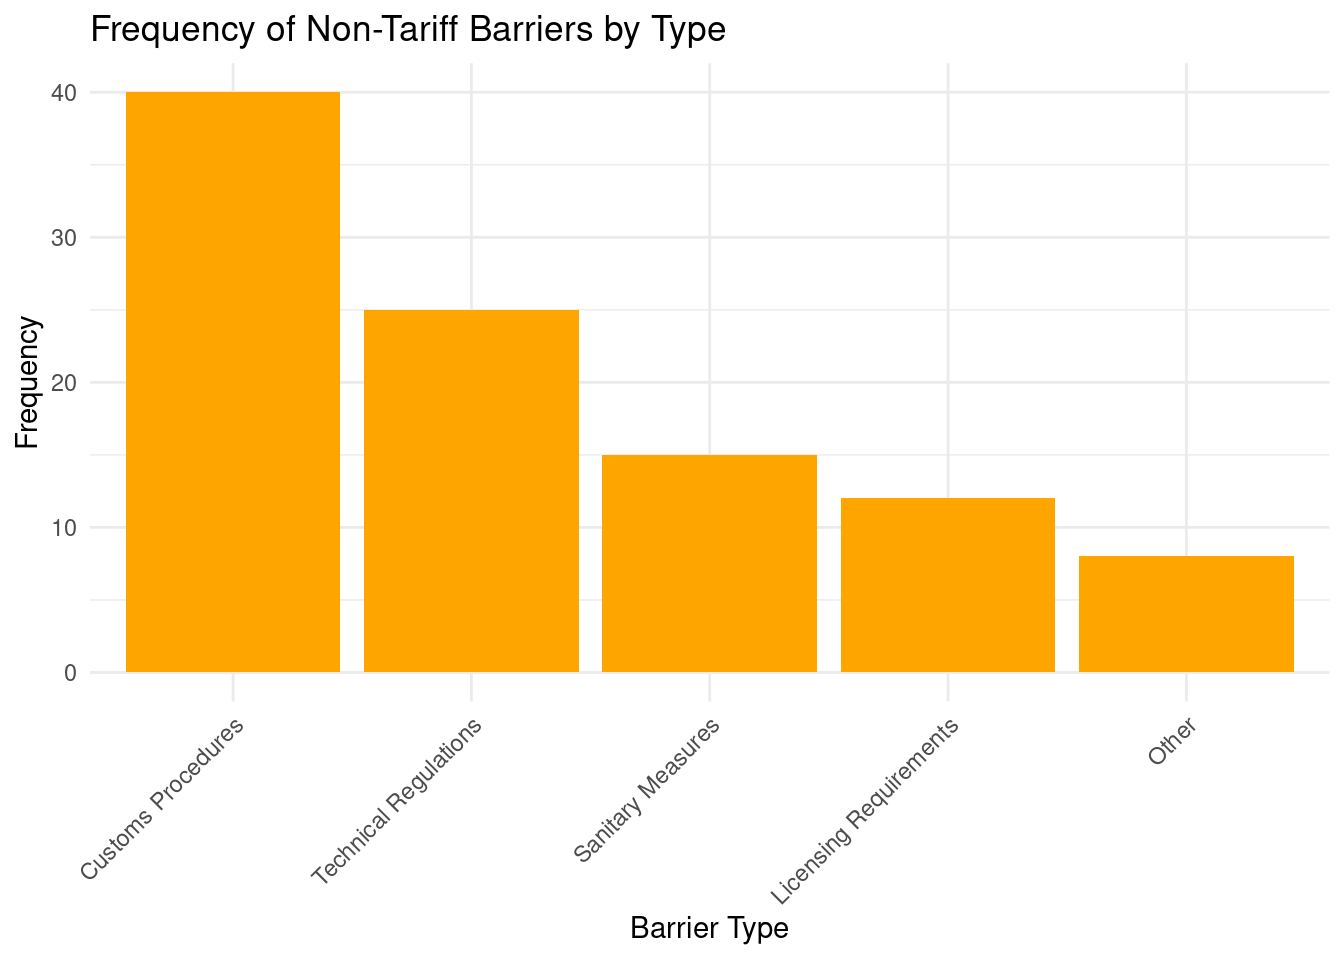 Frequency of Non-Tariff Barriers by Type
Frequency
40
30
20
10
0
Customs Procedures
Technical Regulations
Sanitary Measures
Licensing Requirements
Other
Barrier Type